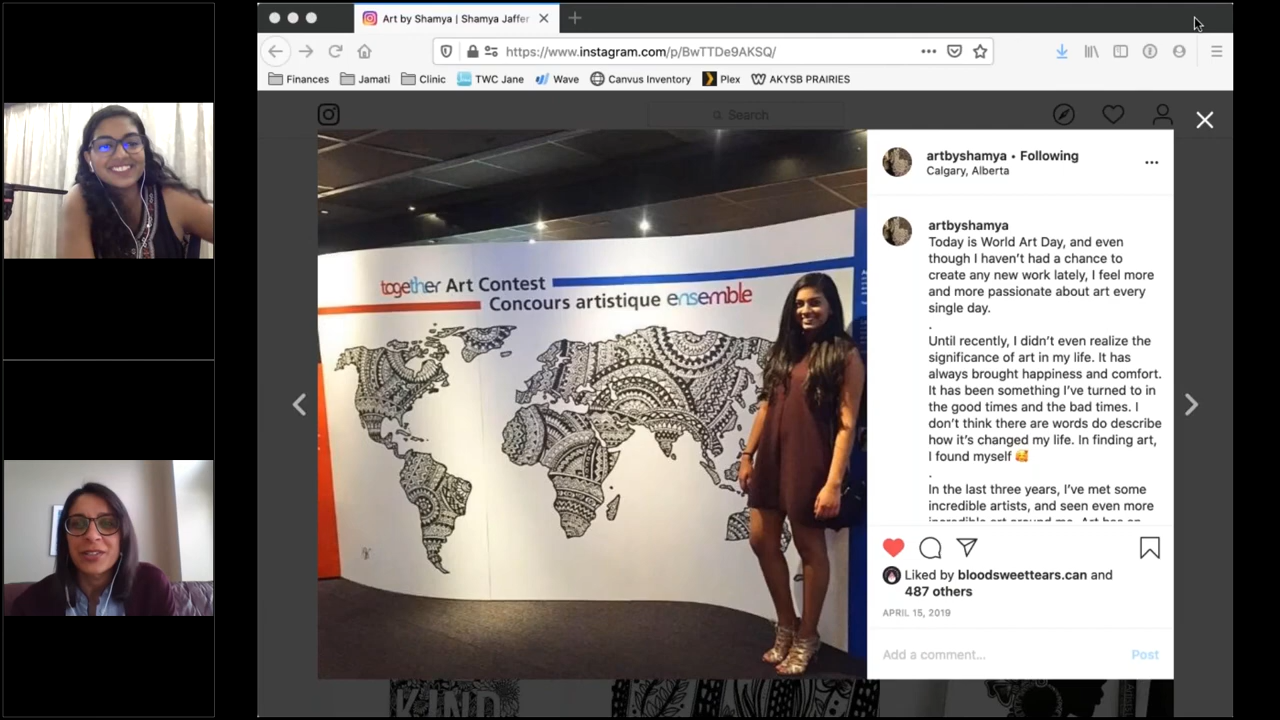 Art by Shamya | Shamya Jaffer
https://www.instagram.com/p/BwTTDe9AKSQ/
Finances Jamati Clinic TWC Jane Wave Canvus Inventory Plex AKYSB PRAIRIES
Search
together Art Contest
Concours artistique ensemble
artbyshamya • Following
Calgary, Alberta
artbyshamya
Today is World Art Day, and even
though I haven't had a chance to
create any new work lately, I feel more
and more passionate about art every
single day.
.
Until recently, I didn't even realize the
significance of art in my life. It has
always brought happiness and comfort.
It has been something I've turned to in
the good times and the bad times. I
don't think there are words do describe
how it's changed my life. In finding art,
I found myself 🥰
.
In the last three years, I've met some
incredible artists, and seen even more
Liked by bloodsweettears.can and
487 others
APRIL 15, 2019
Add a comment... Post
KIND